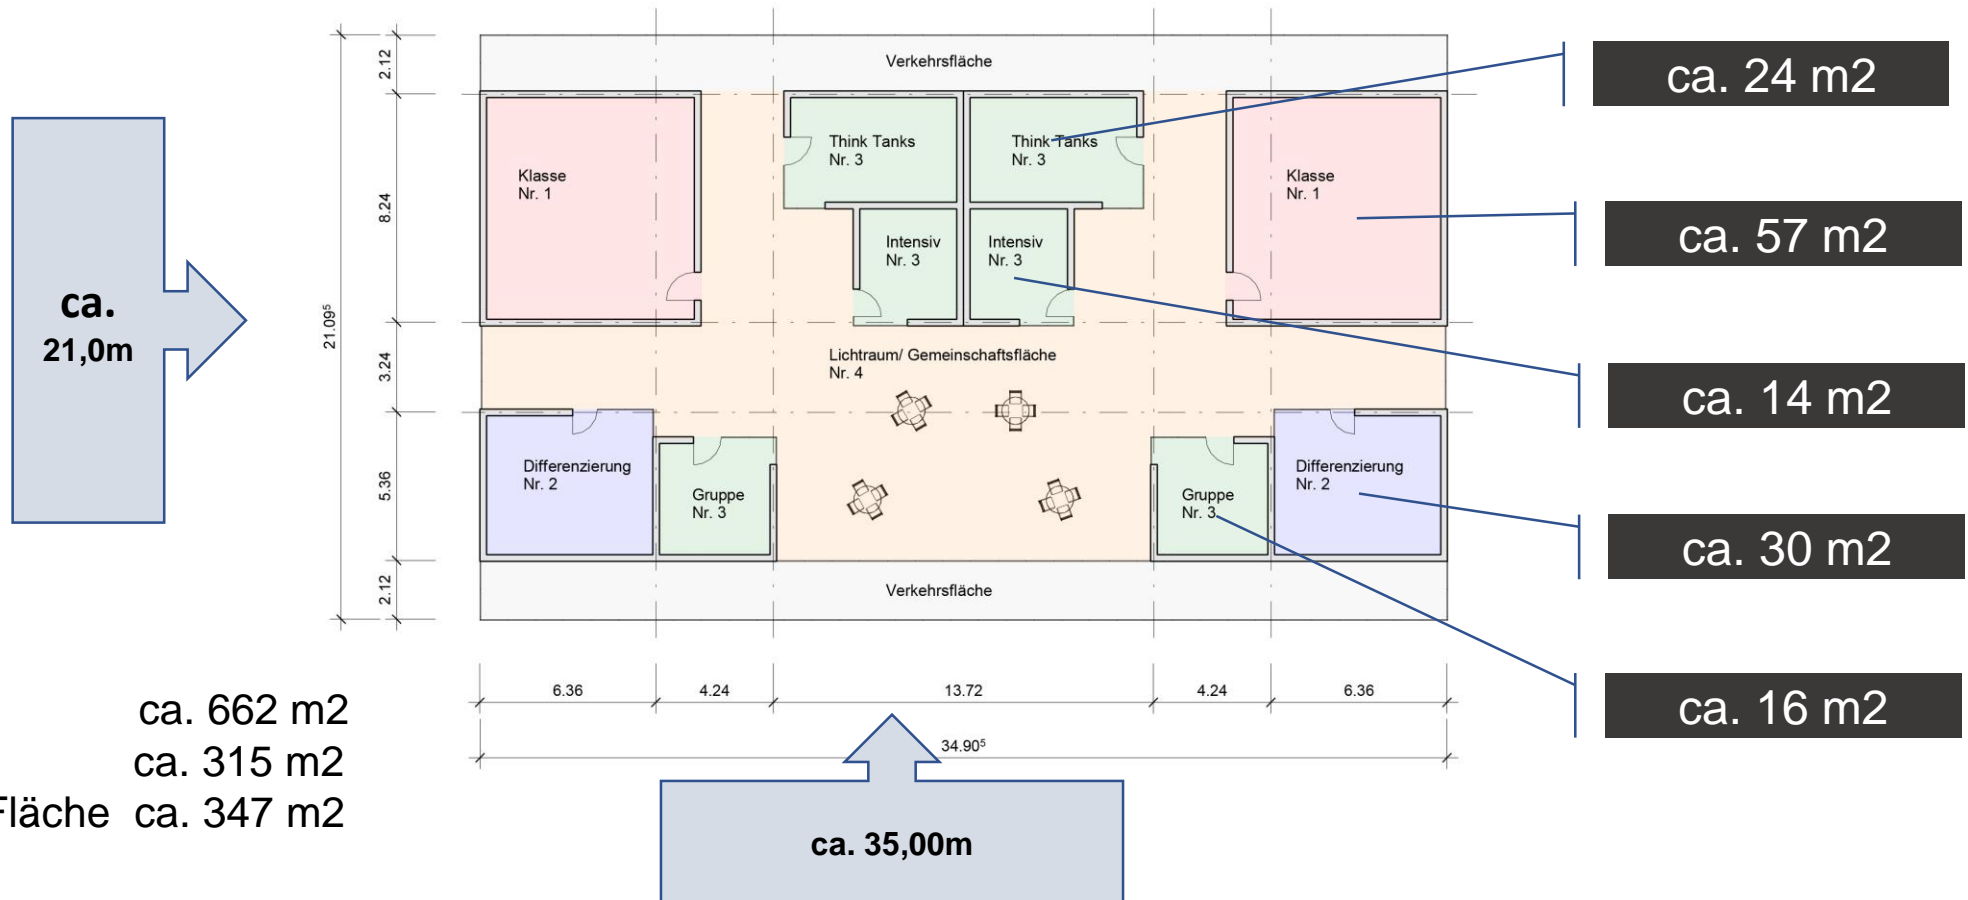 Verkehrsfläche
2.12
8.24
3.24
5.36
2.12
21.09⁵
Klasse
Nr. 1
Think Tanks
Nr. 3
Think Tanks
Nr. 3
Klasse
Nr. 1
Intensiv
Nr. 3
Intensiv
Nr. 3
Lichtraum/ Gemeinschaftsfläche
Nr. 4
Differenzierung
Nr. 2
Gruppe
Nr. 3
Gruppe
Nr. 3
Differenzierung
Nr. 2
Verkehrsfläche
6.36
4.24
13.72
4.24
6.36
34.90⁵
ca.
21,0m
ca. 35,00m
ca. 24 m2
ca. 57 m2
ca. 14 m2
ca. 30 m2
ca. 16 m2
ca. 662 m2
ca. 315 m2
Fläche ca. 347 m2